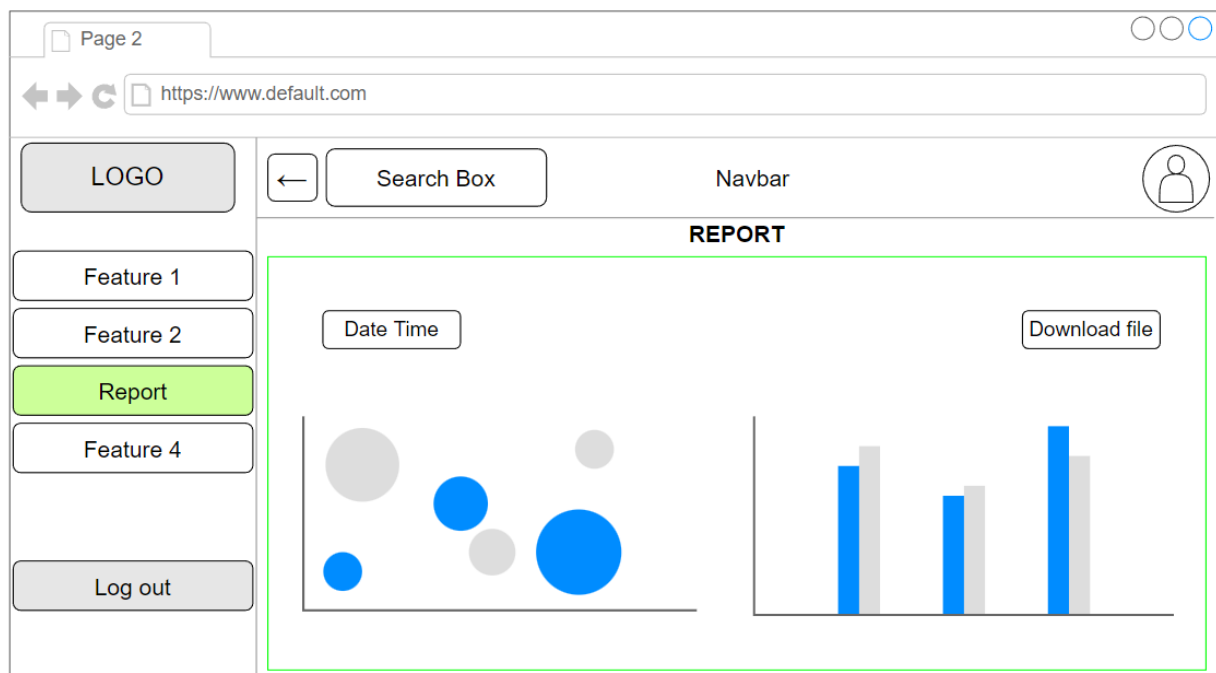 Page 2
https://www.default.com
LOGO
←
Search Box
Navbar
REPORT
Feature 1
Feature 2
Report
Feature 4
Log out
Date Time
Download file